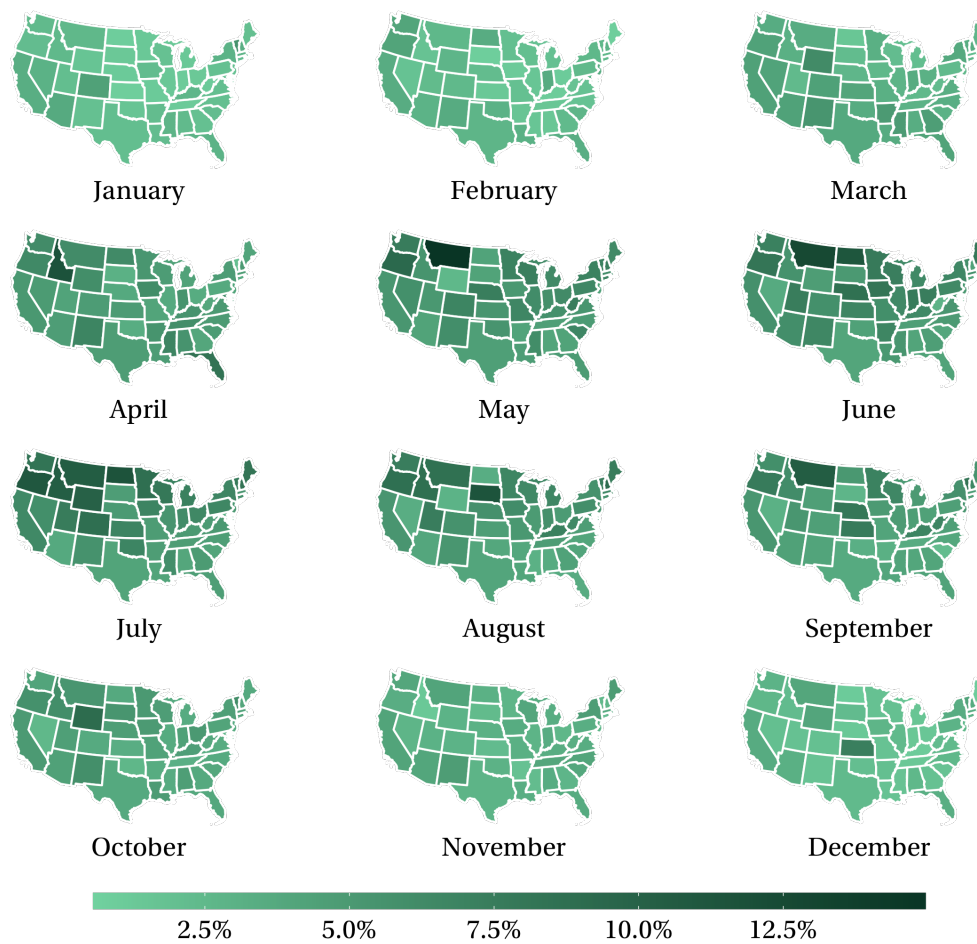 January
February
March
April
May
June
July
August
September
October
November
December
2.5%
5.0%
7.5%
10.0%
12.5%